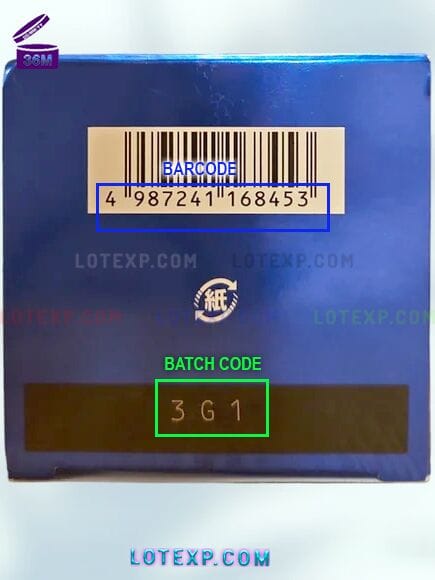 36M
BARCODE
4 987241 168453
LOTEXP.COM LOTEXP.COM
紙
LOTEXP.COM LOTEXP.COM LOTEXP.COM
BATCH CODE
3G1
LOTEXP.COM